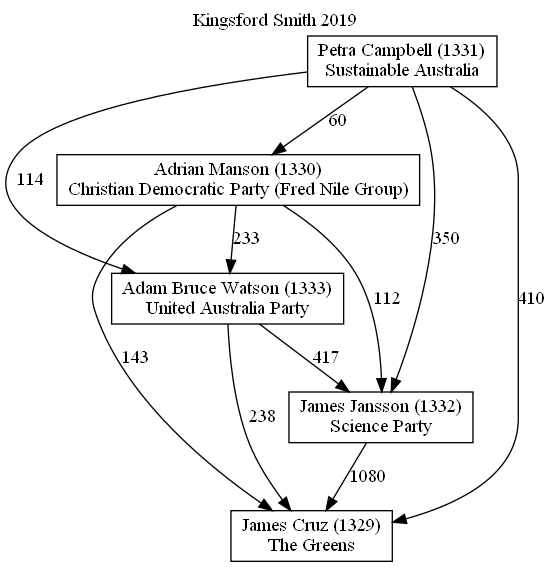 Kingsford Smith 2019
Petra Campbell (1331)
Sustainable Australia
60
Adrian Manson (1330)
Christian Democratic Party (Fred Nile Group)
114
233
350
Adam Bruce Watson (1333)
United Australia Party
112
410
143
417
James Jansson (1332)
Science Party
238
1080
James Cruz (1329)
The Greens